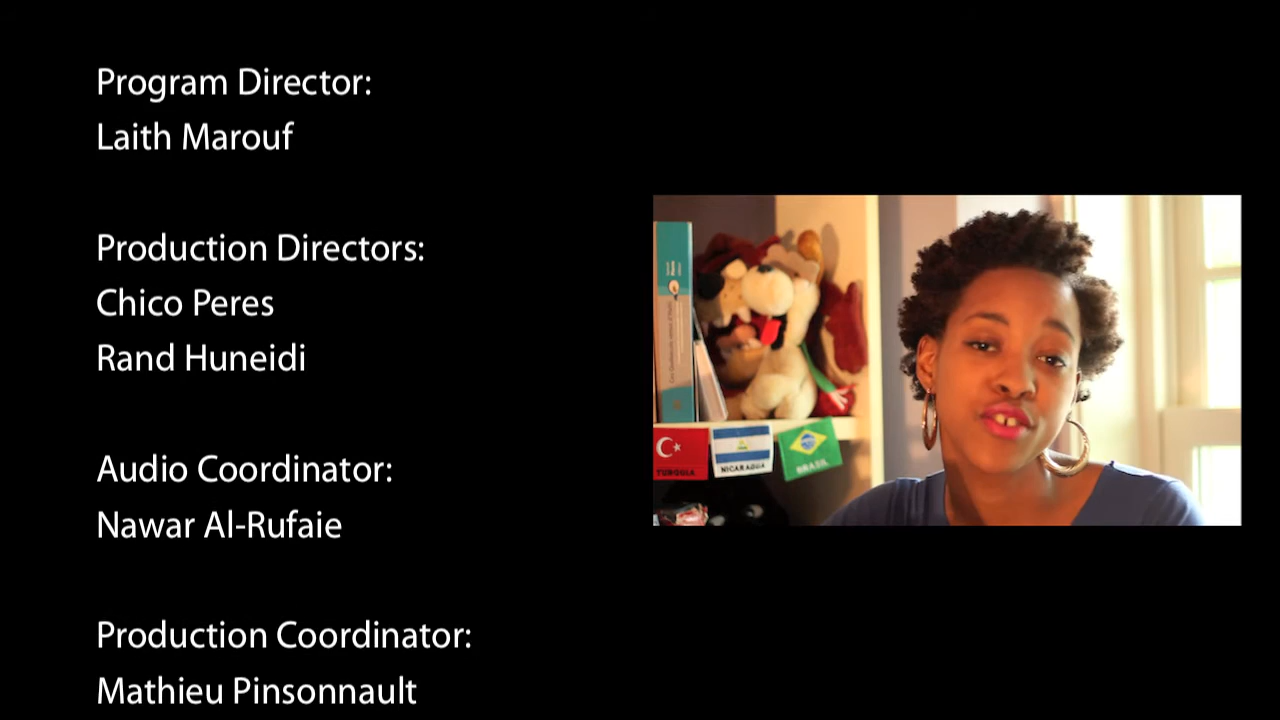 Program Director:
Laith Marouf
Production Directors:
Chico Peres
Rand Huneidi
Audio Coordinator:
Nawar Al-Rufaie
Production Coordinator:
Mathieu Pinsonnault
TURQUIA
NICARAGUA
BRASIL